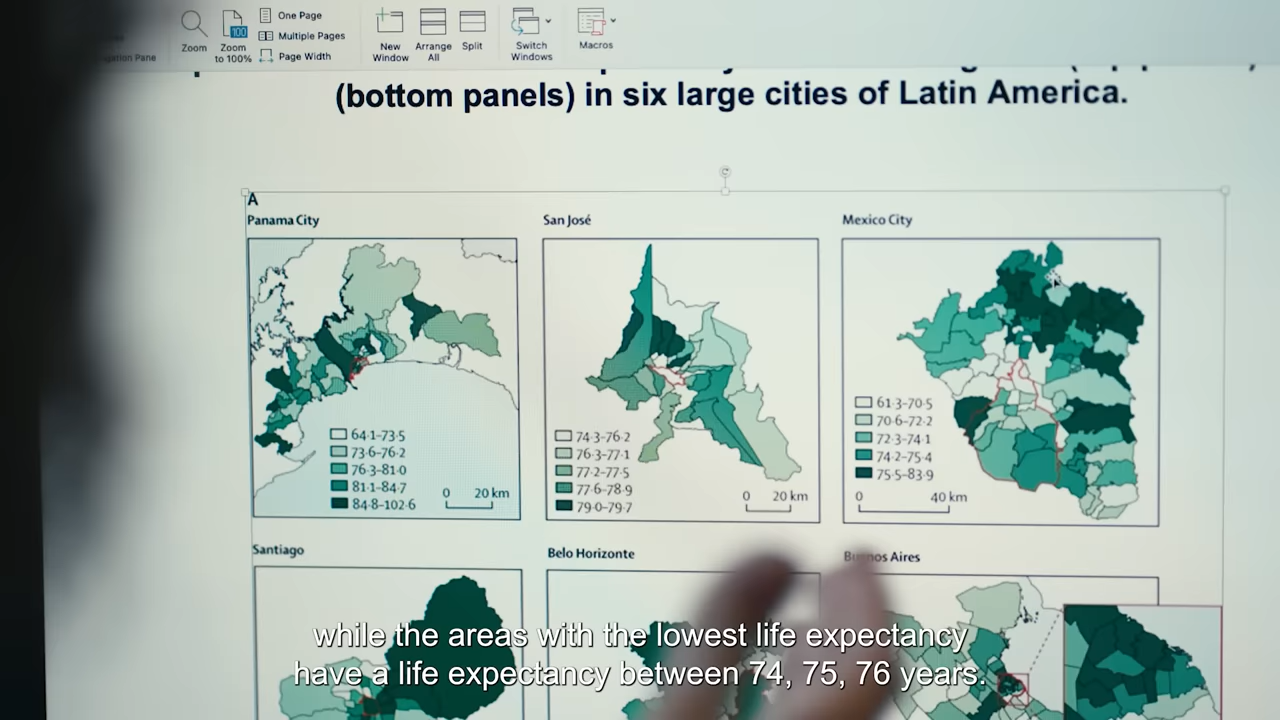 One Page
Multiple Pages
Page Width
Zoom
Zoom to 100%
100
New Window
Arrange All
Split
Switch Windows
Macros
Pane
(bottom panels) in six large cities of Latin America.
A
Panama City
San José
Mexico City
64·1–73·5
73·6–76·2
76·3–81·0
81·1–84·7
84·8–102·6
0 20 km
74·3–76·2
76·3–77·1
77·2–77·5
77·6–78·9
79·0–79·7
0 20 km
61·3–70·5
70·6–72·2
72·3–74·1
74·2–75·4
75·5–83·9
0 40 km
Santiago
Belo Horizonte
Buenos Aires
while the areas with the lowest life expectancy
have a life expectancy between 74, 75, 76 years.